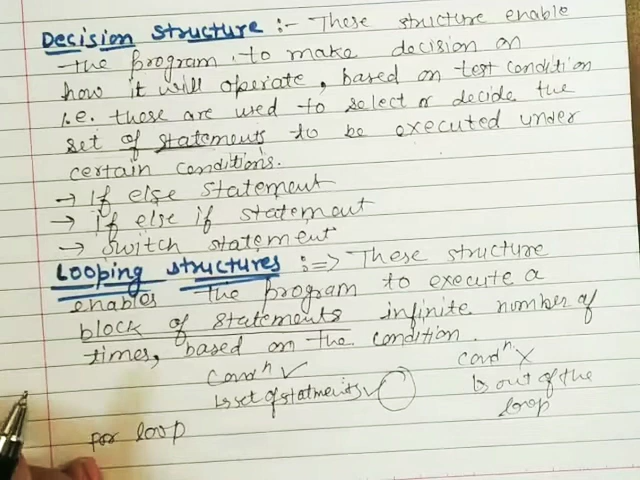 Decision structure :- These structure enable
the program to make decision on
how it will operate, based on test condition
i.e. these are used to select or decide the
set of statements to be executed under
certain conditions.
→ If else statement
→ if else if statement
→ switch statement
Looping structures :=> These structure
enables the program to execute a
block of statements infinite number of
times, based on the condition.
Condⁿ ✓
↳ set of statments ✓
Condⁿ X
↳ out of the
loop
for loop